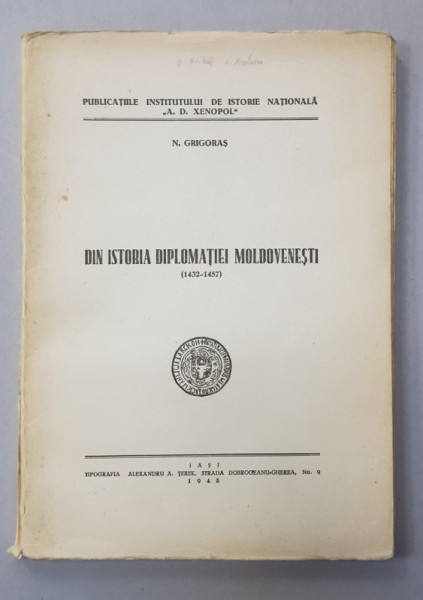 PUBLICAȚIILE INSTITUTULUI DE ISTORIE NAȚIONALĂ
„A. D. XENOPOL“
N. GRIGORAȘ
DIN ISTORIA DIPLOMAȚIEI MOLDOVENEȘTI
(1432-1457)
IAȘI
TIPOGRAFIA ALEXANDRU A. ȚEREK, STRADA DOBROGEANU-GHEREA, No. 9
1948